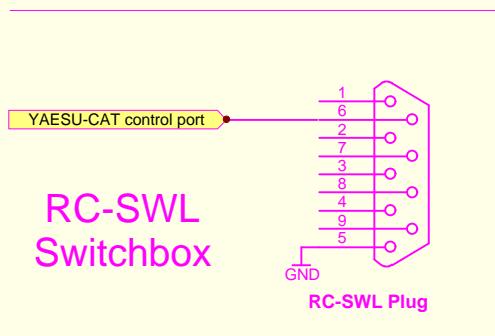 1
YAESU-CAT control port
6
2
7
3
8
4
9
5
RC-SWL
Switchbox
GND
RC-SWL Plug